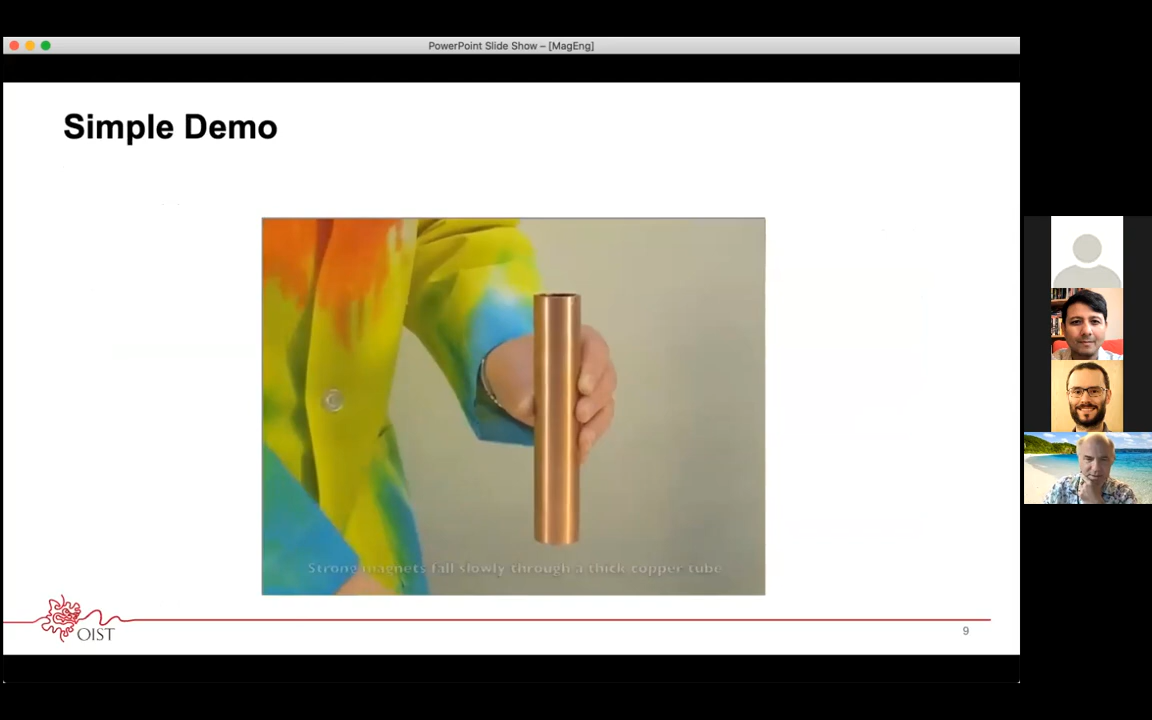 PowerPoint Slide Show – [MagEng]
Simple Demo
Strong magnets fall slowly through a thick copper tube
OIST
9